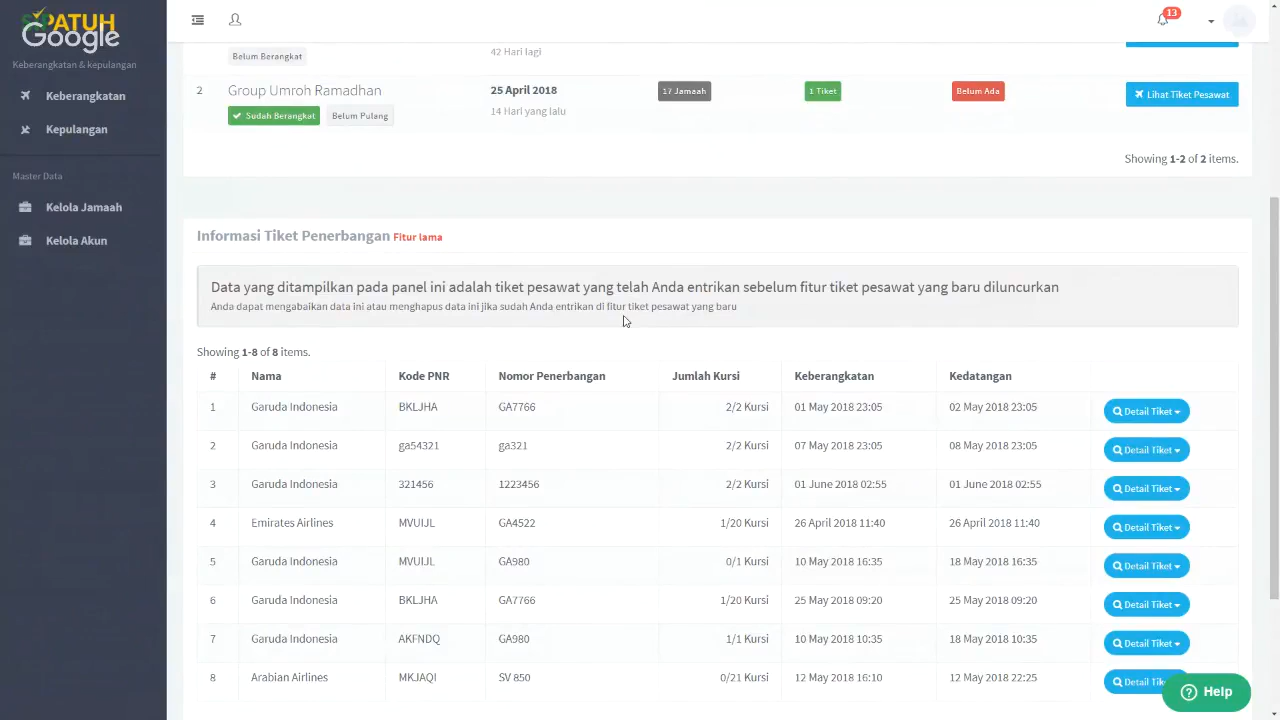 SIPATUH
Google
Keberangkatan & kepulangan
Keberangkatan
Kepulangan
Master Data
Kelola Jamaah
Kelola Akun
13
Belum Berangkat
42 Hari lagi
2 Group Umroh Ramadhan 25 April 2018 17 Jamaah 1 Tiket Belum Ada Lihat Tiket Pesawat
Sudah Berangkat Belum Pulang 14 Hari yang lalu
Showing 1-2 of 2 items.
Informasi Tiket Penerbangan Fitur lama
Data yang ditampilkan pada panel ini adalah tiket pesawat yang telah Anda entrikan sebelum fitur tiket pesawat yang baru diluncurkan
Anda dapat mengabaikan data ini atau menghapus data ini jika sudah Anda entrikan di fitur tiket pesawat yang baru
Showing 1-8 of 8 items.
# Nama Kode PNR Nomor Penerbangan Jumlah Kursi Keberangkatan Kedatangan
1 Garuda Indonesia BKLJHA GA7766 2/2 Kursi 01 May 2018 23:05 02 May 2018 23:05 Detail Tiket
2 Garuda Indonesia ga54321 ga321 2/2 Kursi 07 May 2018 23:05 08 May 2018 23:05 Detail Tiket
3 Garuda Indonesia 321456 1223456 2/2 Kursi 01 June 2018 02:55 01 June 2018 02:55 Detail Tiket
4 Emirates Airlines MVUIJL GA4522 1/20 Kursi 26 April 2018 11:40 26 April 2018 11:40 Detail Tiket
5 Garuda Indonesia MVUIJL GA980 0/1 Kursi 10 May 2018 16:35 18 May 2018 16:35 Detail Tiket
6 Garuda Indonesia BKLJHA GA7766 1/20 Kursi 25 May 2018 09:20 25 May 2018 09:20 Detail Tiket
7 Garuda Indonesia AKFNDQ GA980 1/1 Kursi 10 May 2018 10:35 18 May 2018 10:35 Detail Tiket
8 Arabian Airlines MKJAQI SV 850 0/21 Kursi 12 May 2018 16:10 12 May 2018 22:25 Detail Tik
Help